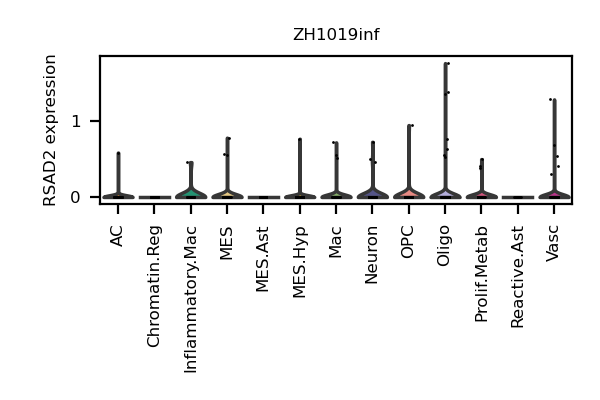 ZH1019inf
RSAD2 expression
1
0
AC
Chromatin.Reg
Inflammatory.Mac
MES
MES.Ast
MES.Hyp
Mac
Neuron
OPC
Oligo
Prolif.Metab
Reactive.Ast
Vasc